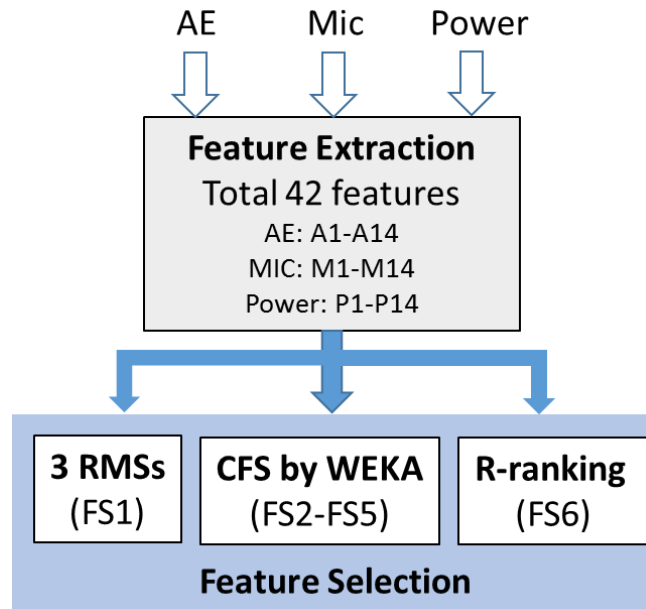 AE Mic Power
Feature Extraction
Total 42 features
AE: A1-A14
MIC: M1-M14
Power: P1-P14
3 RMSs
(FS1)
CFS by WEKA
(FS2-FS5)
R-ranking
(FS6)
Feature Selection